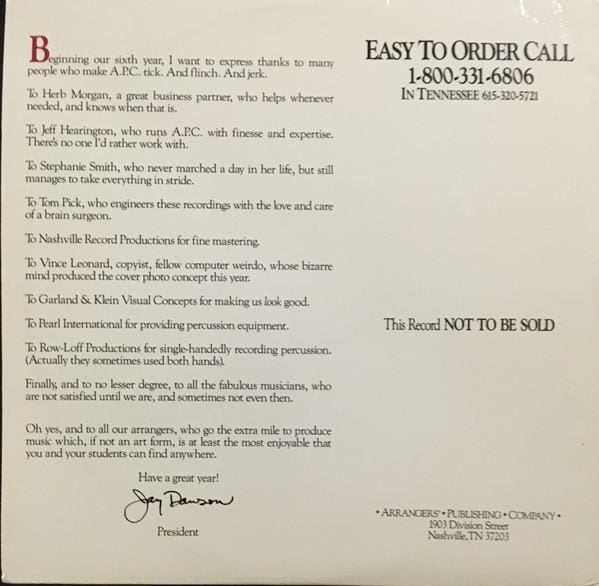 Beginning our sixth year, I want to express thanks to many
people who make A.P.C. tick. And flinch. And jerk.
To Herb Morgan, a great business partner, who helps whenever
needed, and knows when that is.
To Jeff Hearington, who runs A.P.C. with finesse and expertise.
There's no one I'd rather work with.
To Stephanie Smith, who never marched a day in her life, but still
manages to take everything in stride.
To Tom Pick, who engineers these recordings with the love and care
of a brain surgeon.
To Nashville Record Productions for fine mastering.
To Vince Leonard, copyist, fellow computer weirdo, whose bizarre
mind produced the cover photo concept this year.
To Garland & Klein Visual Concepts for making us look good.
To Pearl International for providing percussion equipment.
To Row-Loff Productions for single-handedly recording percussion.
(Actually they sometimes used both hands).
Finally, and to no lesser degree, to all the fabulous musicians, who
are not satisfied until we are, and sometimes not even then.
Oh yes, and to all our arrangers, who go the extra mile to produce
music which, if not an art form, is at least the most enjoyable that
you and your students can find anywhere.
Have a great year!
Jay Dawson
President
EASY TO ORDER CALL
1-800-331-6806
IN TENNESSEE 615-320-5721
This Record NOT TO BE SOLD
• ARRANGERS' • PUBLISHING • COMPANY •
1903 Division Street
Nashville, TN 37203